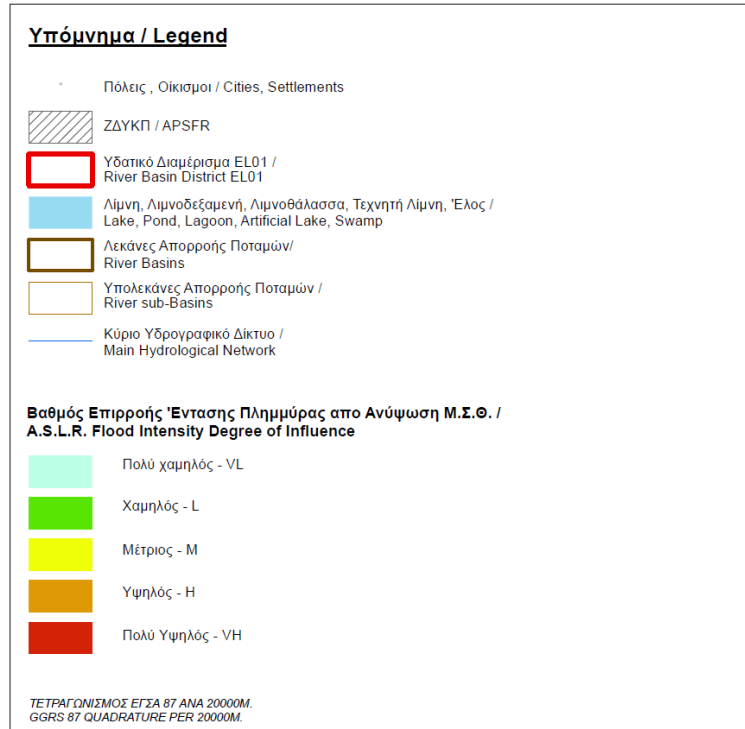 Υπόμνημα / Legend
Πόλεις , Οίκισμοι / Cities, Settlements
ΖΔΥΚΠ / APSFR
Υδατικό Διαμέρισμα EL01 /
River Basin District EL01
Λίμνη, Λιμνοδεξαμενή, Λιμνοθάλασσα, Τεχνητή Λίμνη, Έλος /
Lake, Pond, Lagoon, Artificial Lake, Swamp
Λεκάνες Απορροής Ποταμών/
River Basins
Υπολεκάνες Απορροής Ποταμών /
River sub-Basins
Κύριο Υδρογραφικό Δίκτυο /
Main Hydrological Network
Βαθμός Επιρροής Έντασης Πλημμύρας απο Ανύψωση Μ.Σ.Θ. /
A.S.L.R. Flood Intensity Degree of Influence
Πολύ χαμηλός - VL
Χαμηλός - L
Μέτριος - M
Υψηλός - H
Πολύ Υψηλός - VH
ΤΕΤΡΑΓΩΝΙΣΜΟΣ ΕΓΣΑ 87 ΑΝΑ 20000Μ.
GGRS 87 QUADRATURE PER 20000M.